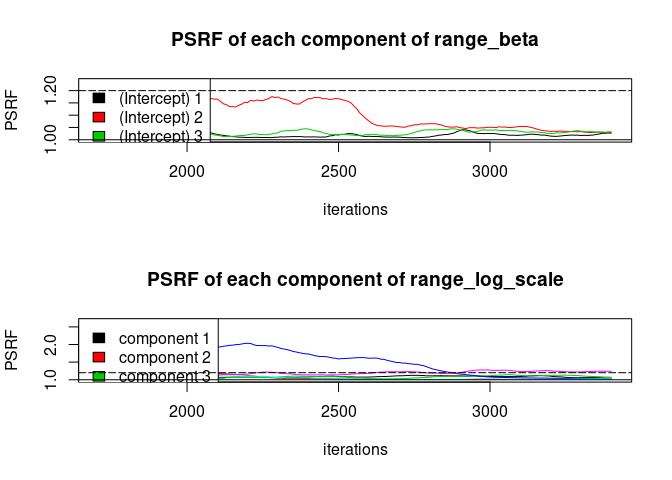 PSRF of each component of range_beta
PSRF
1.00
1.20
(Intercept) 1
(Intercept) 2
(Intercept) 3
2000 2500 3000
iterations
PSRF of each component of range_log_scale
PSRF
1.0
2.0
component 1
component 2
component 3
2000 2500 3000
iterations